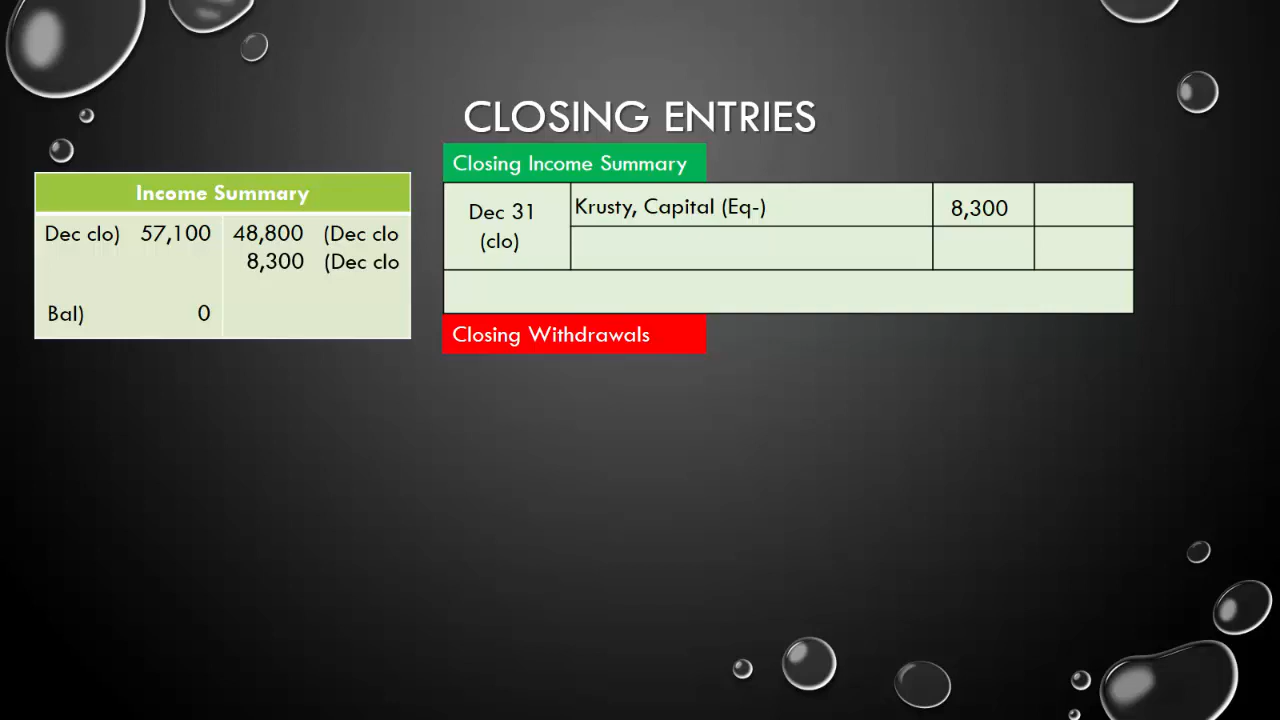 CLOSING ENTRIES
Closing Income Summary
Income Summary
Dec clo) 57,100 48,800 (Dec clo
8,300 (Dec clo
Bal) 0
Dec 31 Krusty, Capital (Eq-) 8,300
(clo)
Closing Withdrawals